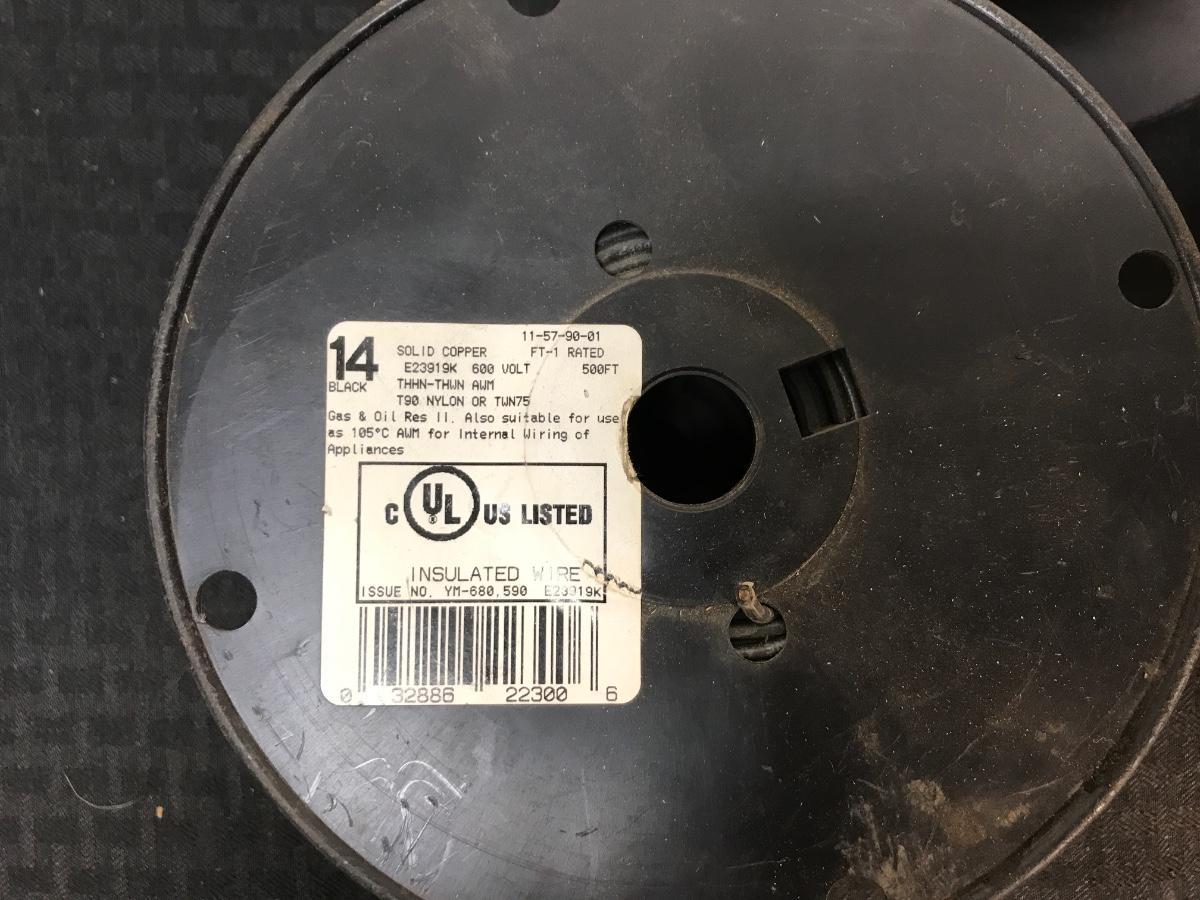 11-57-90-01
14 SOLID COPPER FT-1 RATED
E23919K 600 VOLT 500FT
BLACK THHN-THWN AWM
T90 NYLON OR TWN75
Gas & Oil Res II. Also suitable for use
as 105°C AWM for Internal Wiring of
Appliances
C UL ® US LISTED
INSULATED WIRE
ISSUE NO. YM-680,590 E23919K
0 32886 22300 6